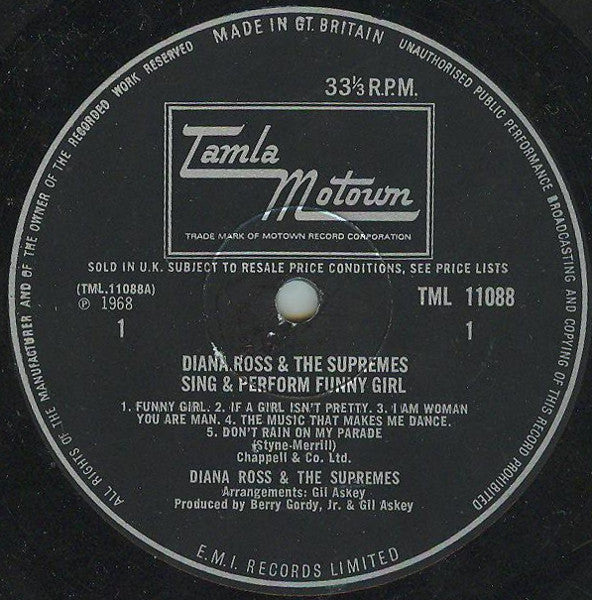 MADE IN GT. BRITAIN
UNAUTHORISED PUBLIC PERFORMANCE BROADCASTING AND COPYING OF THIS RECORD PROHIBITED
ALL RIGHTS OF THE MANUFACTURER AND OF THE OWNER OF THE RECORDED WORK RESERVED
33⅓ R.P.M.
Tamla
Motown
TRADE MARK OF MOTOWN RECORD CORPORATION
SOLD IN U.K. SUBJECT TO RESALE PRICE CONDITIONS, SEE PRICE LISTS
(TML.11088A) TML 11088
℗ 1968
1 1
DIANA ROSS & THE SUPREMES
SING & PERFORM FUNNY GIRL
1. FUNNY GIRL. 2. IF A GIRL ISN'T PRETTY. 3. I AM WOMAN
YOU ARE MAN. 4. THE MUSIC THAT MAKES ME DANCE.
5. DON'T RAIN ON MY PARADE
(Styne-Merrill)
Chappell & Co. Ltd.
DIANA ROSS & THE SUPREMES
Arrangements: Gil Askey
Produced by Berry Gordy, Jr. & Gil Askey
E.M.I. RECORDS LIMITED